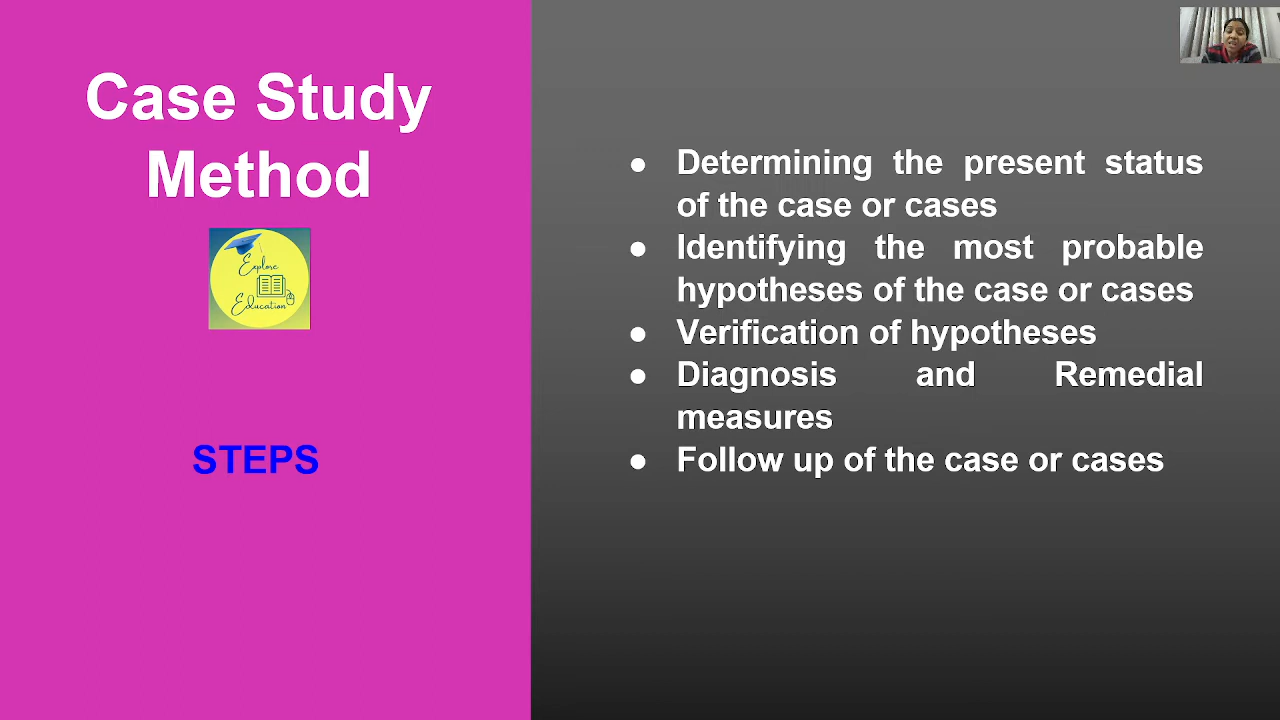 Case Study
Method
Explore
Education
STEPS
● Determining the present status
of the case or cases
● Identifying the most probable
hypotheses of the case or cases
● Verification of hypotheses
● Diagnosis and Remedial
measures
● Follow up of the case or cases